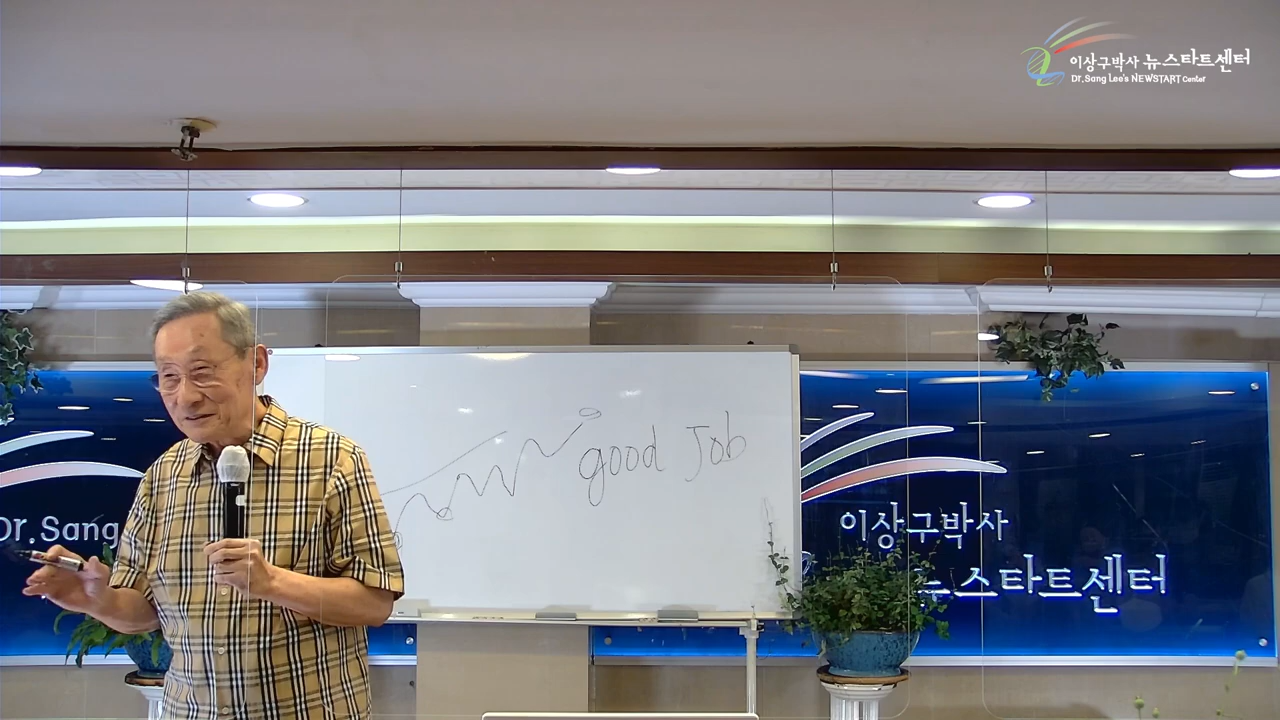 이상구박사 뉴스타트센터
Dr.Sang Lee's NEWSTART Center
good Job
Dr.Sang
이상구박사
뉴스타트센터